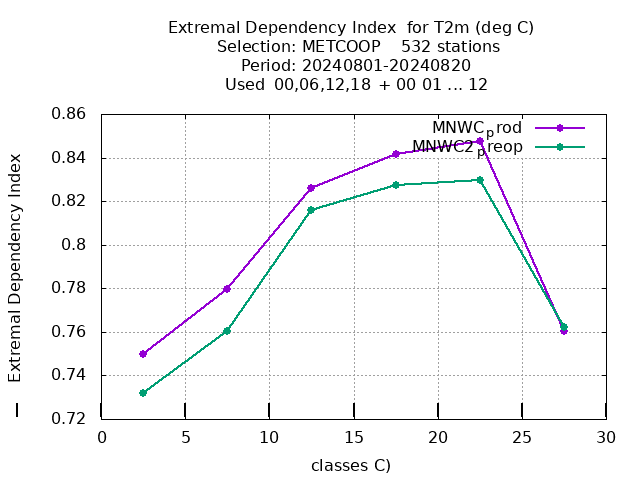 Extremal Dependency Index  for T2m (deg C)
Selection: METCOOP    532 stations
Period: 20240801-20240820
Used  00,06,12,18 + 00 01 ... 12
MNWCprod
MNWC2preop
0.86
0.84
0.82
0.8
0.78
0.76
0.74
0.72
0
5
10
15
20
25
30
Extremal Dependency Index
classes C)